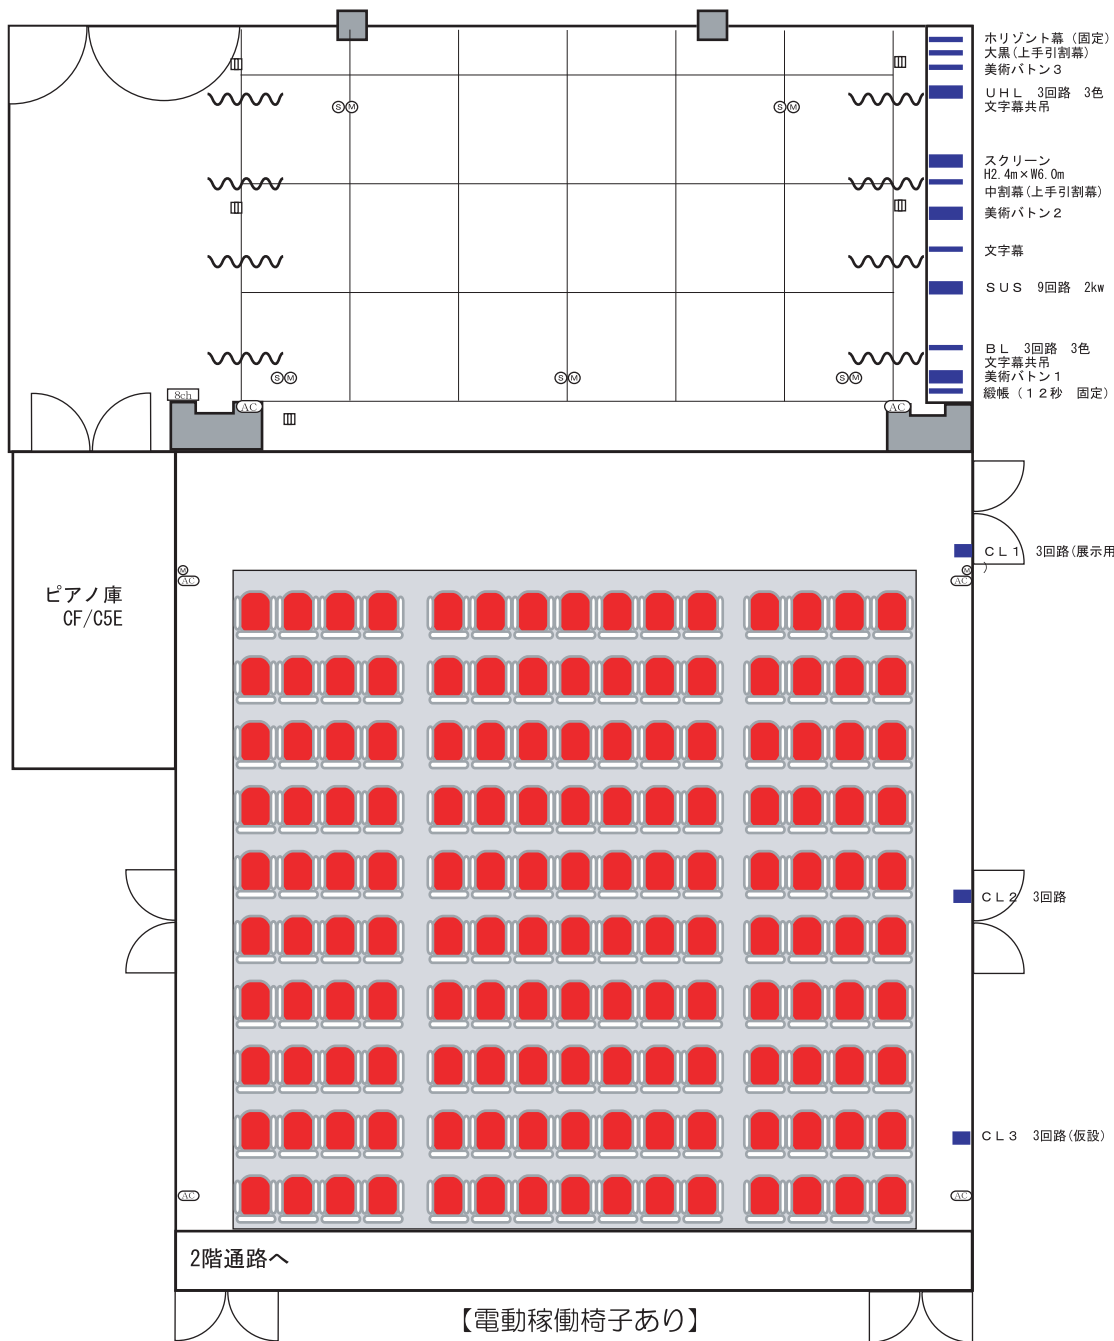 ホリゾント幕（固定）
大黒(上手引割幕)
美術バトン３
ＵＨＬ　3回路　3色
文字幕共吊
スクリーン
H2.4m×W6.0m
中割幕(上手引割幕)
美術バトン２
文字幕
ＳＵＳ　9回路　2kw
ＢＬ　3回路　3色
文字幕共吊
美術バトン１
緞帳（１２秒　固定）
S M
S M
S M
S M
S M
8ch
AC
AC
ＣＬ１　3回路(展示用
)
M
AC
M
AC
ピアノ庫
CF/C5E
ＣＬ２　3回路
ＣＬ３　3回路(仮設)
AC
AC
2階通路へ
【電動稼働椅子あり】